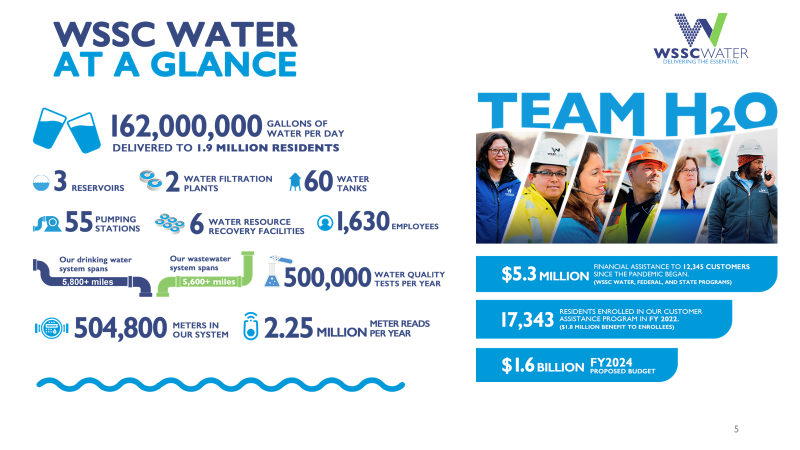 WSSC WATER
AT A GLANCE
WSSCWATER
DELIVERING THE ESSENTIAL
162,000,000 GALLONS OF
WATER PER DAY
DELIVERED TO 1.9 MILLION RESIDENTS
3 RESERVOIRS
2 WATER FILTRATION
PLANTS
60 WATER
TANKS
55 PUMPING
STATIONS
6 WATER RESOURCE
RECOVERY FACILITIES
1,630 EMPLOYEES
Our drinking water
system spans
5,800+ miles
Our wastewater
system spans
5,600+ miles
500,000 WATER QUALITY
TESTS PER YEAR
504,800 METERS IN
OUR SYSTEM
2.25 MILLION METER READS
PER YEAR
TEAM H2O
$5.3 MILLION FINANCIAL ASSISTANCE TO 12,345 CUSTOMERS
SINCE THE PANDEMIC BEGAN.
(WSSC WATER, FEDERAL, AND STATE PROGRAMS)
17,343 RESIDENTS ENROLLED IN OUR CUSTOMER
ASSISTANCE PROGRAM IN FY 2022.
($1.8 MILLION BENEFIT TO ENROLLEES)
$1.6 BILLION FY2024
PROPOSED BUDGET
5